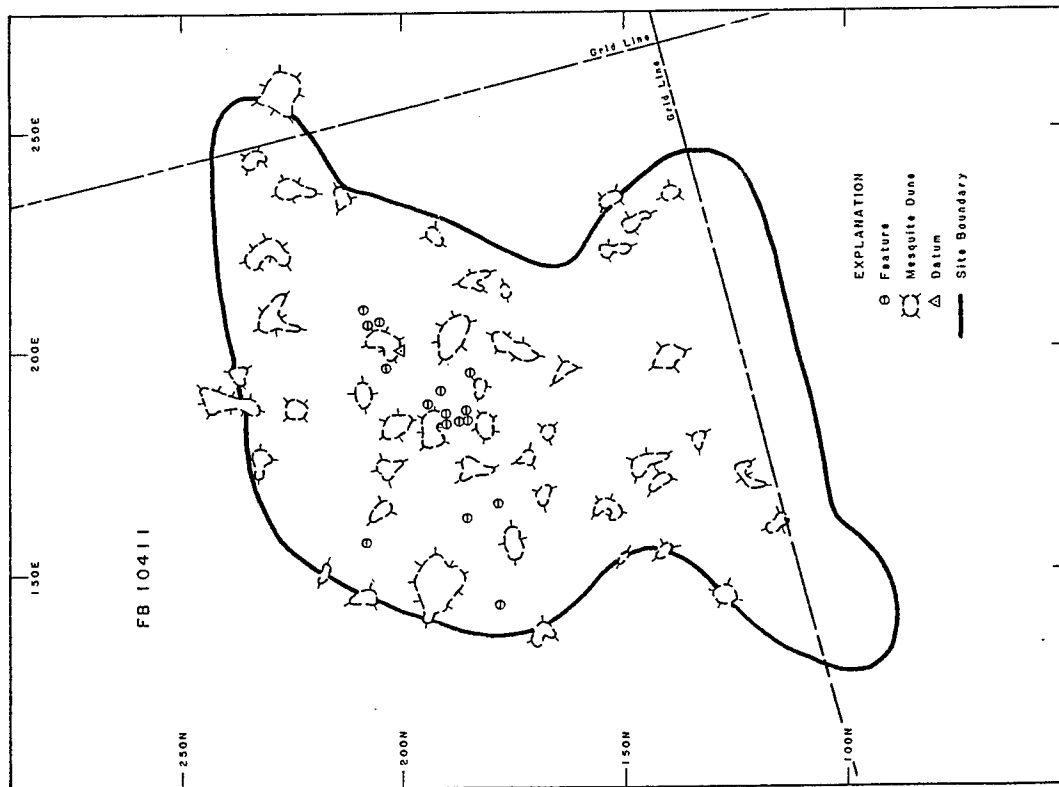 FB 10411
250E
200E
150E
250N
200N
150N
100N
Grid Line
Grid Line
EXPLANATION
Feature
Mesquite Dune
Datum
Site Boundary